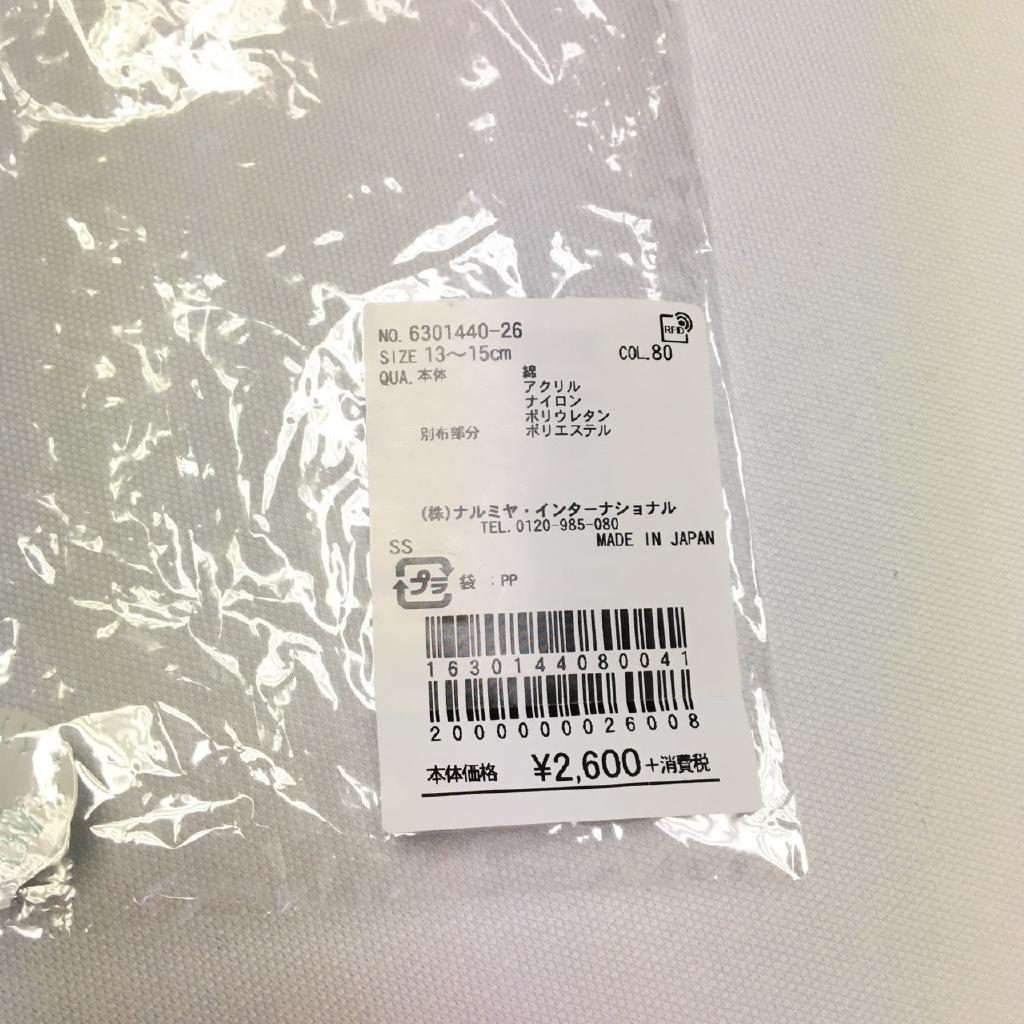 NO. 6301440-26
RFID
SIZE 13〜15cm COL.80
QUA. 本体 綿
アクリル
ナイロン
ポリウレタン
別布部分 ポリエステル
(株)ナルミヤ・インターナショナル
TEL. 0120-985-080
MADE IN JAPAN
SS
プラ 袋 : PP
1630144080041
2000000026008
本体価格 ¥2,600+消費税